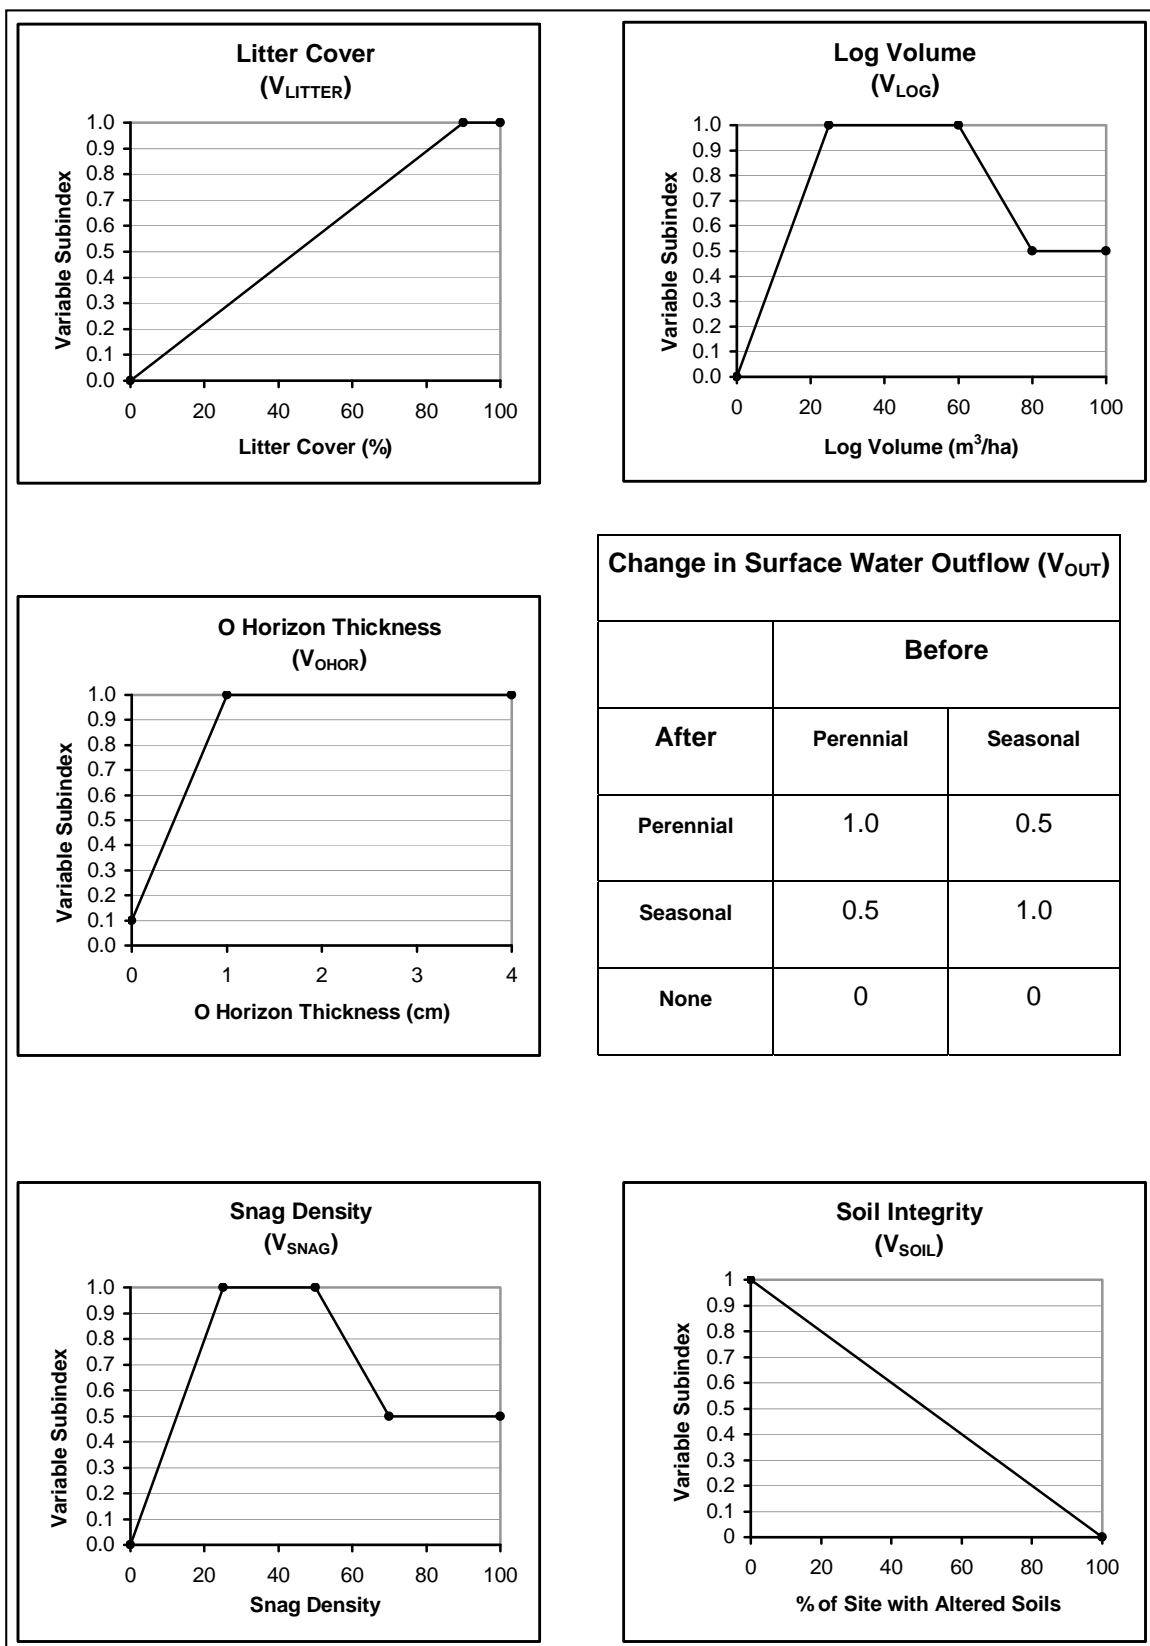 Litter Cover
(V_LITTER)
1.0
0.9
0.8
0.7
0.6
0.5
0.4
0.3
0.2
0.1
0.0
Variable Subindex
0 20 40 60 80 100
Litter Cover (%)
Log Volume
(V_LOG)
1.0
0.9
0.8
0.7
0.6
0.5
0.4
0.3
0.2
0.1
0.0
Variable Subindex
0 20 40 60 80 100
Log Volume (m³/ha)
O Horizon Thickness
(V_OHOR)
1.0
0.9
0.8
0.7
0.6
0.5
0.4
0.3
0.2
0.1
0.0
Variable Subindex
0 1 2 3 4
O Horizon Thickness (cm)
Change in Surface Water Outflow (V_OUT)
Before
After Perennial Seasonal
Perennial 1.0 0.5
Seasonal 0.5 1.0
None 0 0
Snag Density
(V_SNAG)
1.0
0.9
0.8
0.7
0.6
0.5
0.4
0.3
0.2
0.1
0.0
Variable Subindex
0 20 40 60 80 100
Snag Density
Soil Integrity
(V_SOIL)
1
0.9
0.8
0.7
0.6
0.5
0.4
0.3
0.2
0.1
0
Variable Subindex
0 20 40 60 80 100
% of Site with Altered Soils